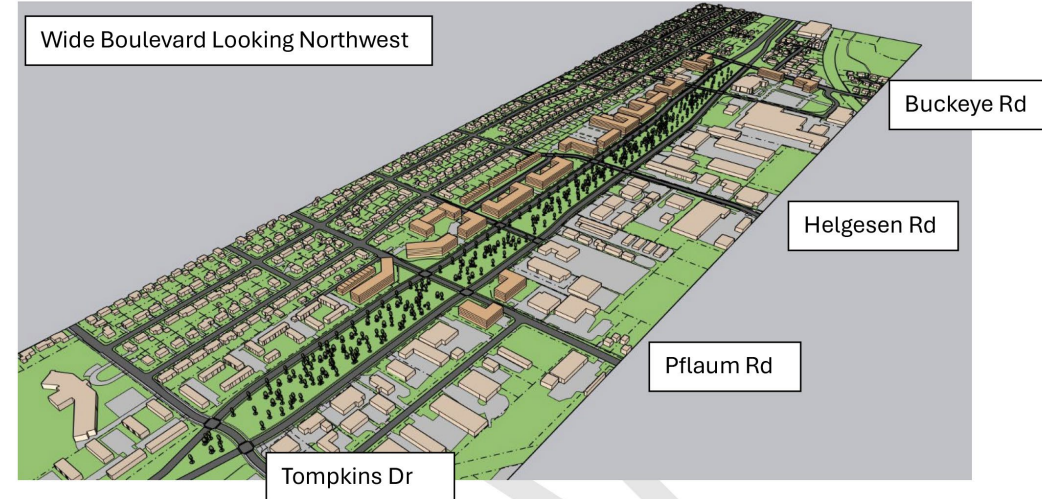 Wide Boulevard Looking Northwest
Buckeye Rd
Helgesen Rd
Pflaum Rd
Tompkins Dr